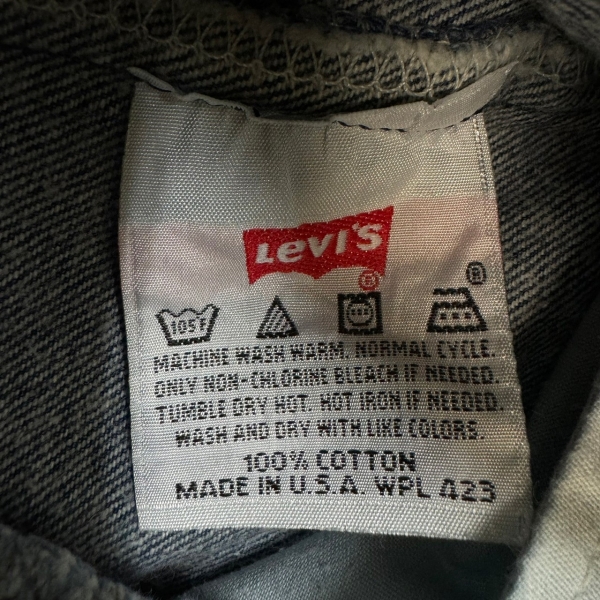 Levi's
®
®
105F
MACHINE WASH WARM. NORMAL CYCLE.
ONLY NON-CHLORINE BLEACH IF NEEDED.
TUMBLE DRY HOT. HOT IRON IF NEEDED.
WASH AND DRY WITH LIKE COLORS.
100% COTTON
MADE IN U.S.A. WPL 423